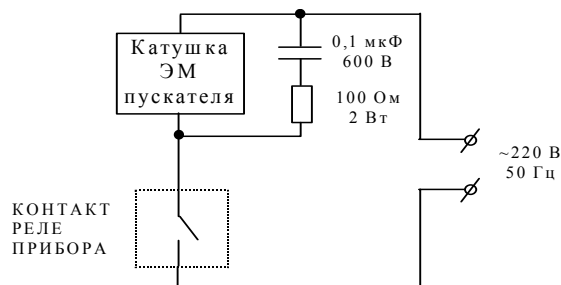 Катушка
ЭМ
пускателя
0,1 мкФ
600 В
100 Ом
2 Вт
~220 В
50 Гц
КОНТАКТ
РЕЛЕ
ПРИБОРА